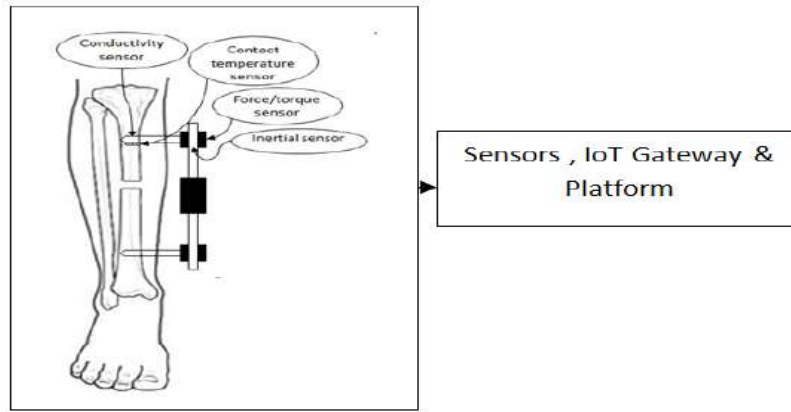 Conductivity
sensor
Contact
temperature
sensor
Force/torque
sensor
Inertial sensor
Sensors , IoT Gateway &
Platform